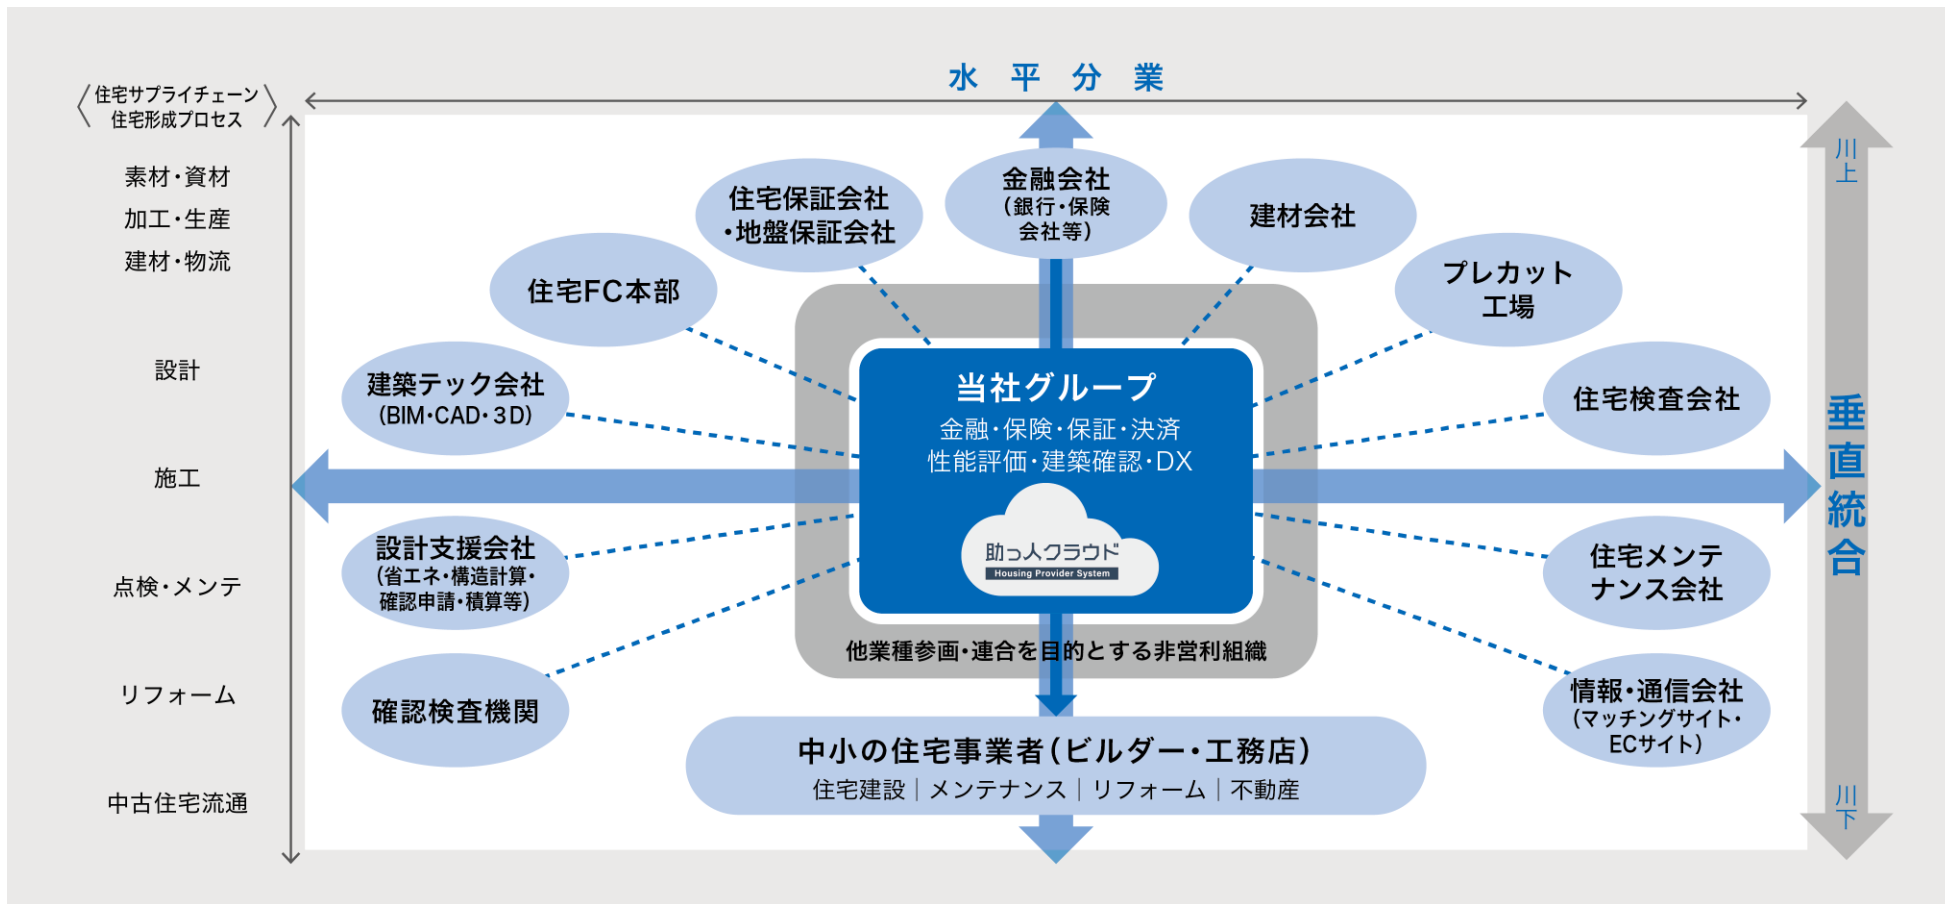 水平分業
〈住宅サプライチェーン
住宅形成プロセス〉
素材・資材
加工・生産
建材・物流
設計
施工
点検・メンテ
リフォーム
中古住宅流通
川上
垂直統合
川下
金融会社
(銀行・保険
会社等)
住宅保証会社
・地盤保証会社
建材会社
住宅FC本部
プレカット
工場
建築テック会社
(BIM・CAD・3D)
住宅検査会社
当社グループ
金融・保険・保証・決済
性能評価・建築確認・DX
助っ人クラウド
Housing Provider System
設計支援会社
(省エネ・構造計算・
確認申請・積算等)
住宅メンテ
ナンス会社
他業種参画・連合を目的とする非営利組織
確認検査機関
情報・通信会社
(マッチングサイト・
ECサイト)
中小の住宅事業者(ビルダー・工務店)
住宅建設|メンテナンス|リフォーム|不動産